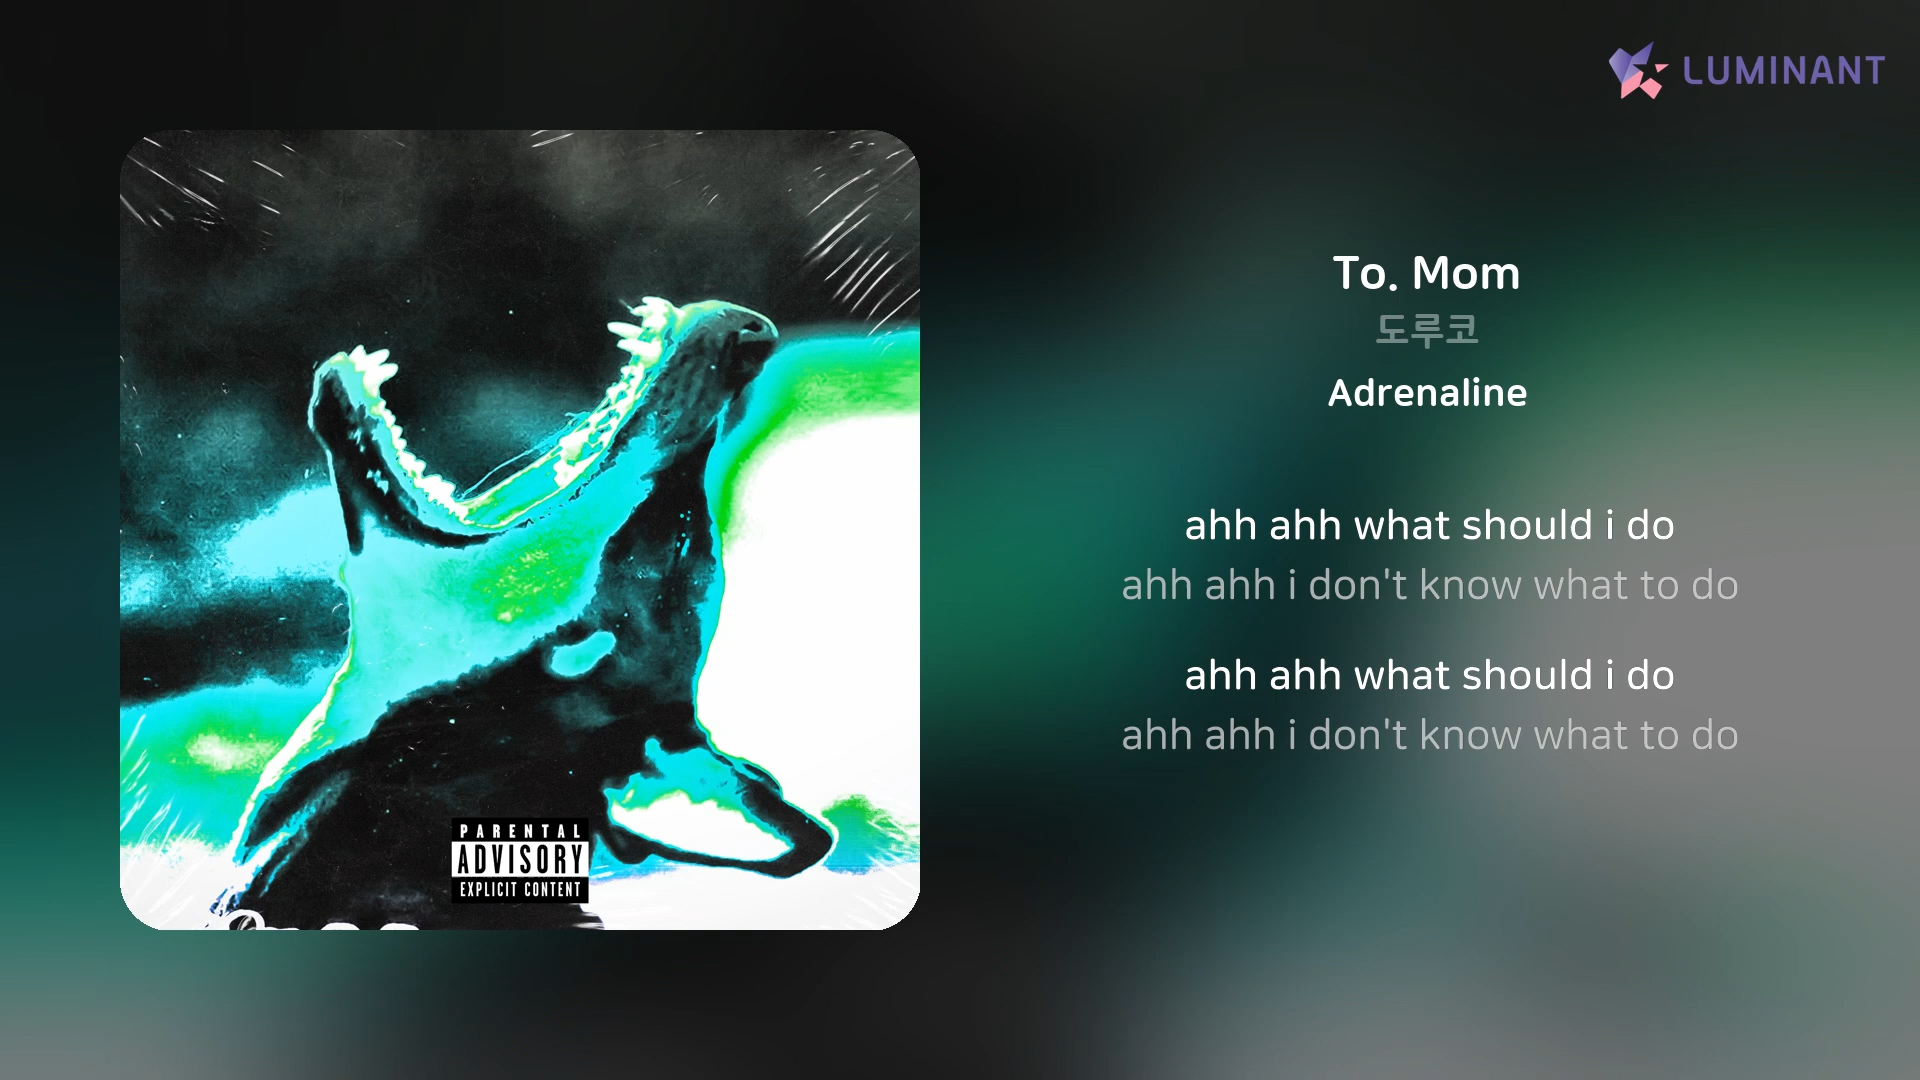 LUMINANT
To. Mom
도루코
Adrenaline
ahh ahh what should i do
ahh ahh i don't know what to do
ahh ahh what should i do
ahh ahh i don't know what to do
PARENTAL
ADVISORY
EXPLICIT CONTENT